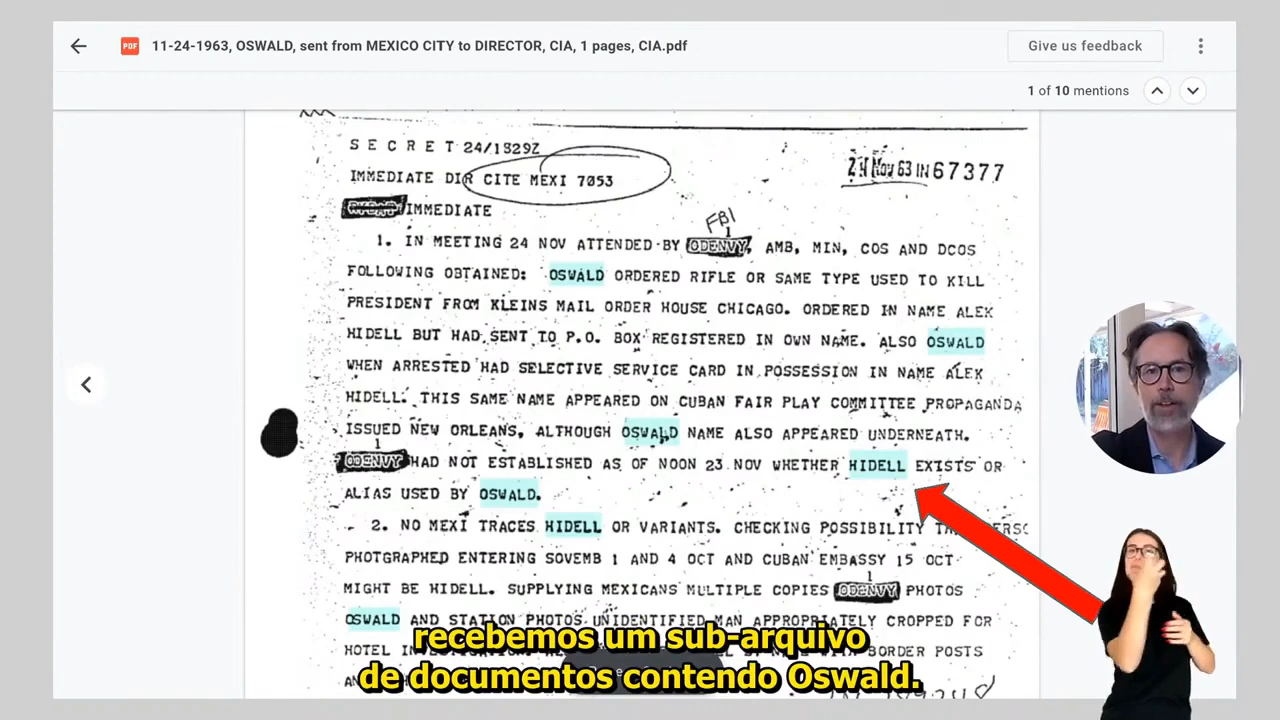 11-24-1963, OSWALD, sent from MEXICO CITY to DIRECTOR, CIA, 1 pages, CIA.pdf
Give us feedback
1 of 10 mentions
S E C R E T 24/1829Z
IMMEDIATE DIR CITE MEXI 7053
24 Nov 63 IN 67377
IMMEDIATE
FBI
1
1. IN MEETING 24 NOV ATTENDED BY ODENVY, AMB, MIN, COS AND DCOS
FOLLOWING OBTAINED: OSWALD ORDERED RIFLE OR SAME TYPE USED TO KILL
PRESIDENT FROM KLEINS MAIL ORDER HOUSE CHICAGO. ORDERED IN NAME ALEK
HIDELL BUT HAD SENT TO P.O. BOX REGISTERED IN OWN NAME. ALSO OSWALD
WHEN ARRESTED HAD SELECTIVE SERVICE CARD IN POSSESSION IN NAME ALEK
HIDELL. THIS SAME NAME APPEARED ON CUBAN FAIR PLAY COMMITTEE PROPAGANDA
ISSUED NEW ORLEANS, ALTHOUGH OSWALD NAME ALSO APPEARED UNDERNEATH.
1
ODENVY HAD NOT ESTABLISHED AS OF NOON 23 NOV WHETHER HIDELL EXISTS OR
ALIAS USED BY OSWALD.
2. NO MEXI TRACES HIDELL OR VARIANTS. CHECKING POSSIBILITY
PHOTGRAPHED ENTERING SOVEMB 1 AND 4 OCT AND CUBAN EMBASSY 15 OCT
1
MIGHT BE HIDELL. SUPPLYING MEXICANS MULTIPLE COPIES ODENVY PHOTOS
OSWALD AND STATION PHOTOS UNIDENTIFIED MAN APPROPRIATELY CROPPED FOR
HOTEL BORDER POSTS
recebemos um sub-arquivo
de documentos contendo Oswald.